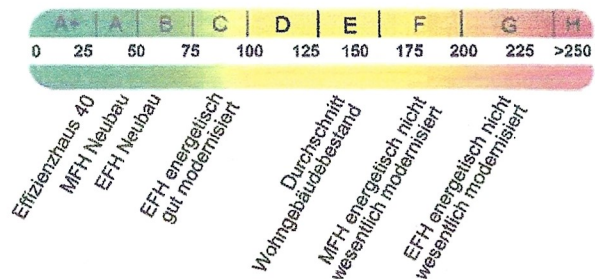 A+ A B C D E F G H
0 25 50 75 100 125 150 175 200 225 >250
Effizienzhaus 40
MFH Neubau
EFH Neubau
EFH energetisch
gut modernisiert
Durchschnitt
Wohngebäudebestand
MFH energetisch nicht
wesentlich modernisiert
EFH energetisch nicht
wesentlich modernisiert